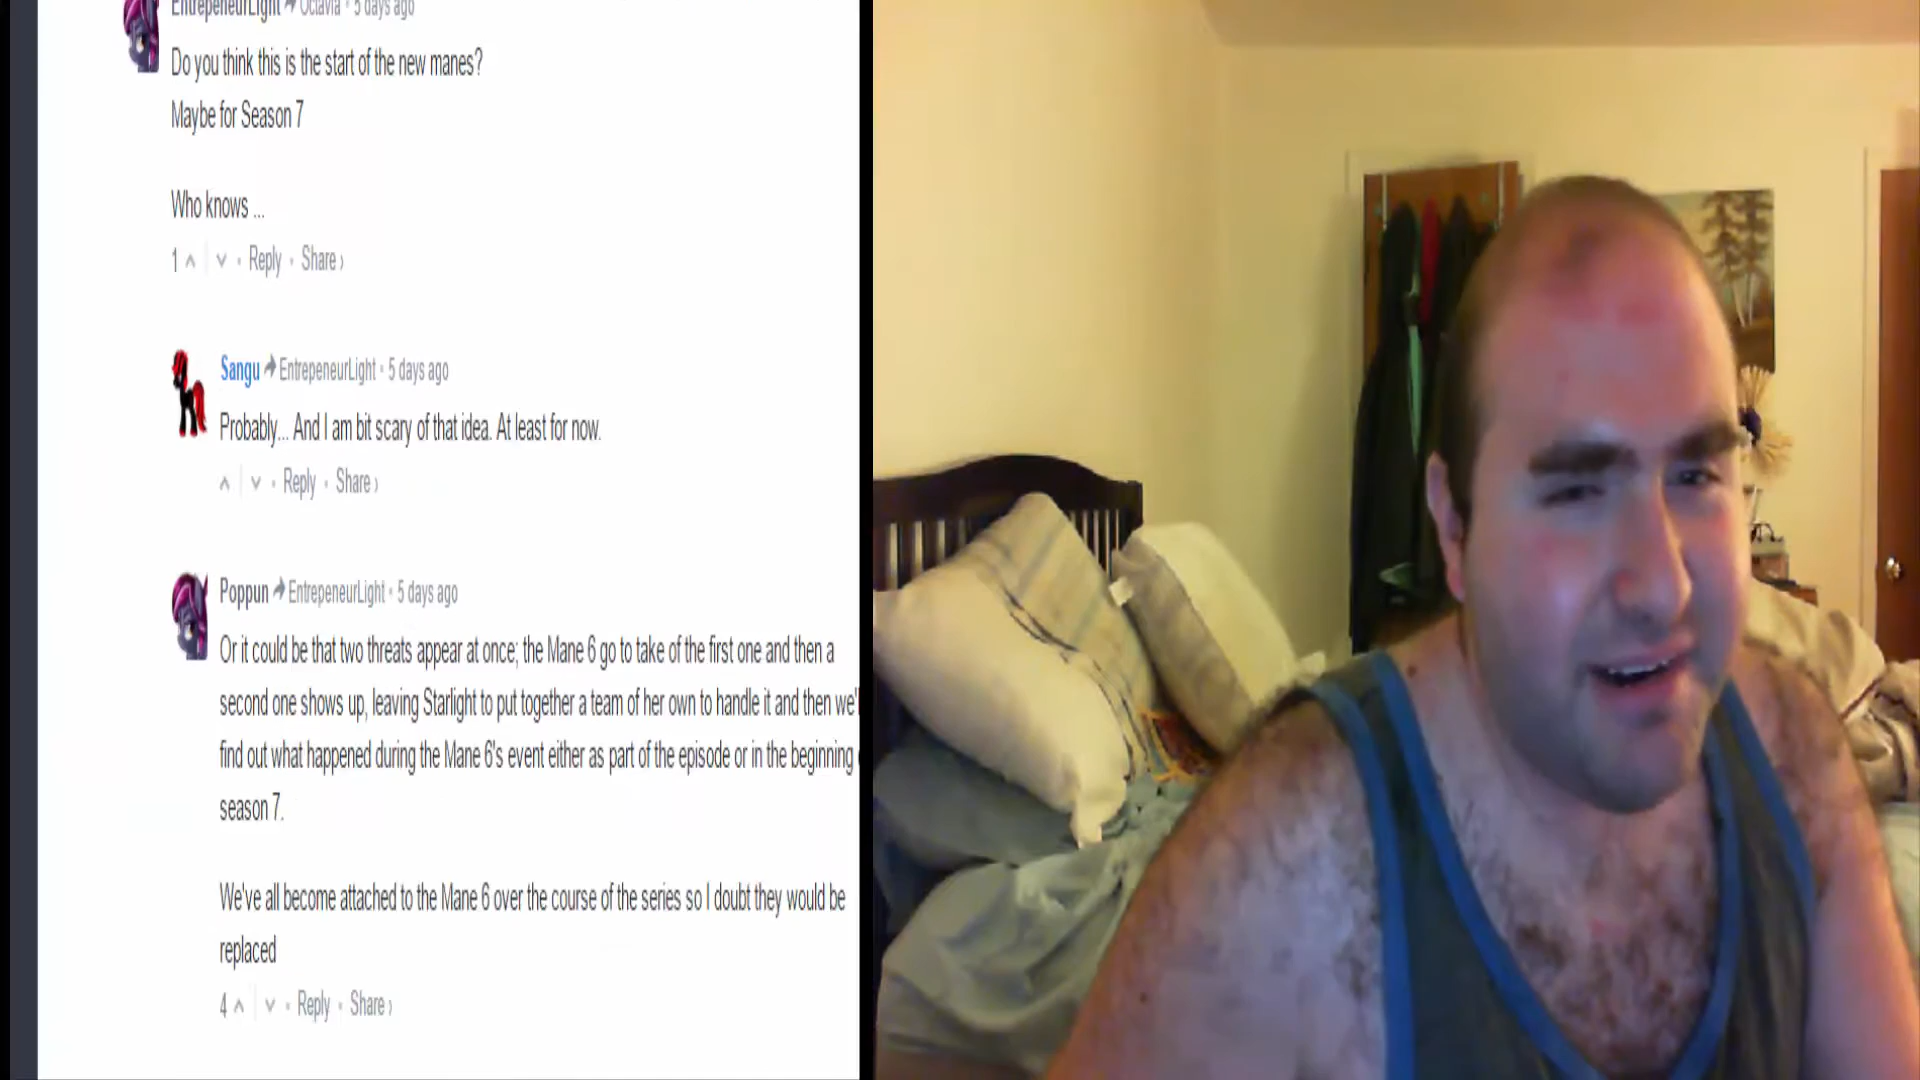 EntrepeneurLight Octavia • 5 days ago
Do you think this is the start of the new manes?
Maybe for Season 7
Who knows ...
1 • Reply • Share ›
Sangu EntrepeneurLight • 5 days ago
Probably... And I am bit scary of that idea. At least for now.
• Reply • Share ›
Poppun EntrepeneurLight • 5 days ago
Or it could be that two threats appear at once; the Mane 6 go to take of the first one and then a
second one shows up, leaving Starlight to put together a team of her own to handle it and then we'l
find out what happened during the Mane 6's event either as part of the episode or in the beginning
season 7.
We've all become attached to the Mane 6 over the course of the series so I doubt they would be
replaced
4 • Reply • Share ›